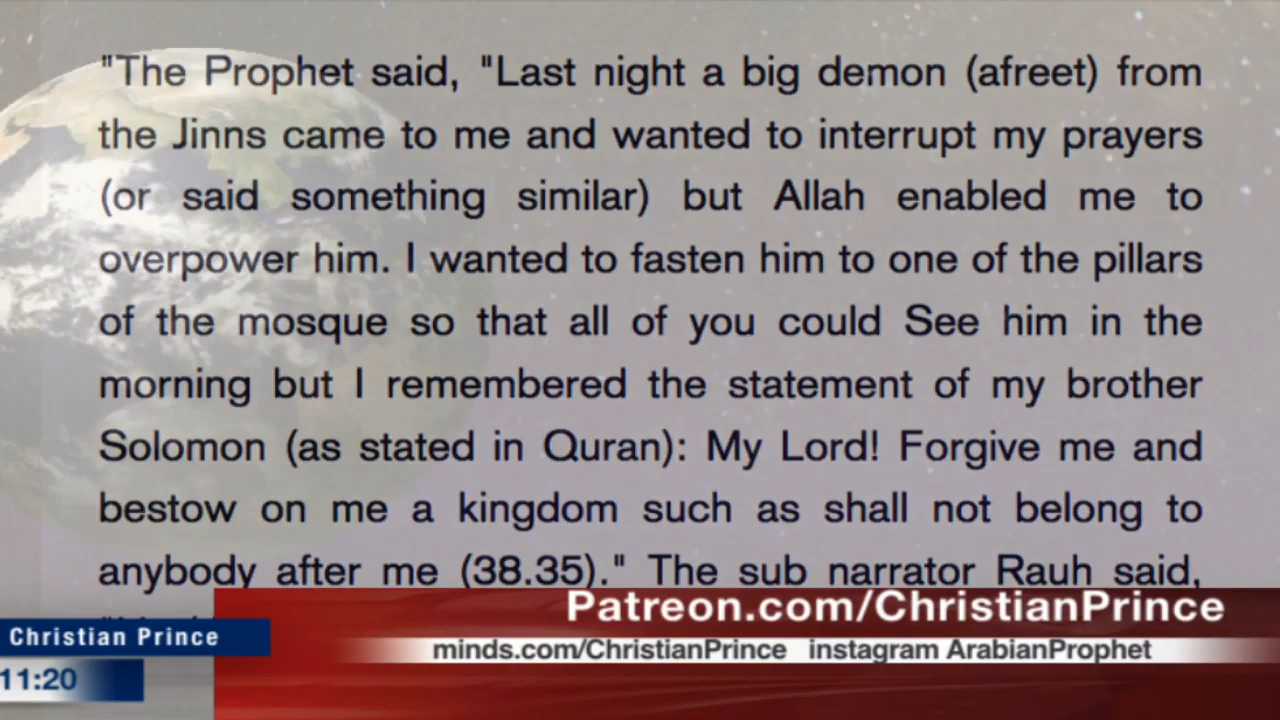 "The Prophet said, "Last night a big demon (afreet) from
the Jinns came to me and wanted to interrupt my prayers
(or said something similar) but Allah enabled me to
overpower him. I wanted to fasten him to one of the pillars
of the mosque so that all of you could See him in the
morning but I remembered the statement of my brother
Solomon (as stated in Quran): My Lord! Forgive me and
bestow on me a kingdom such as shall not belong to
anybody after me (38.35)." The sub narrator Rauh said,
Patreon.com/ChristianPrince
Christian Prince
minds.com/ChristianPrince instagram ArabianProphet
11:20